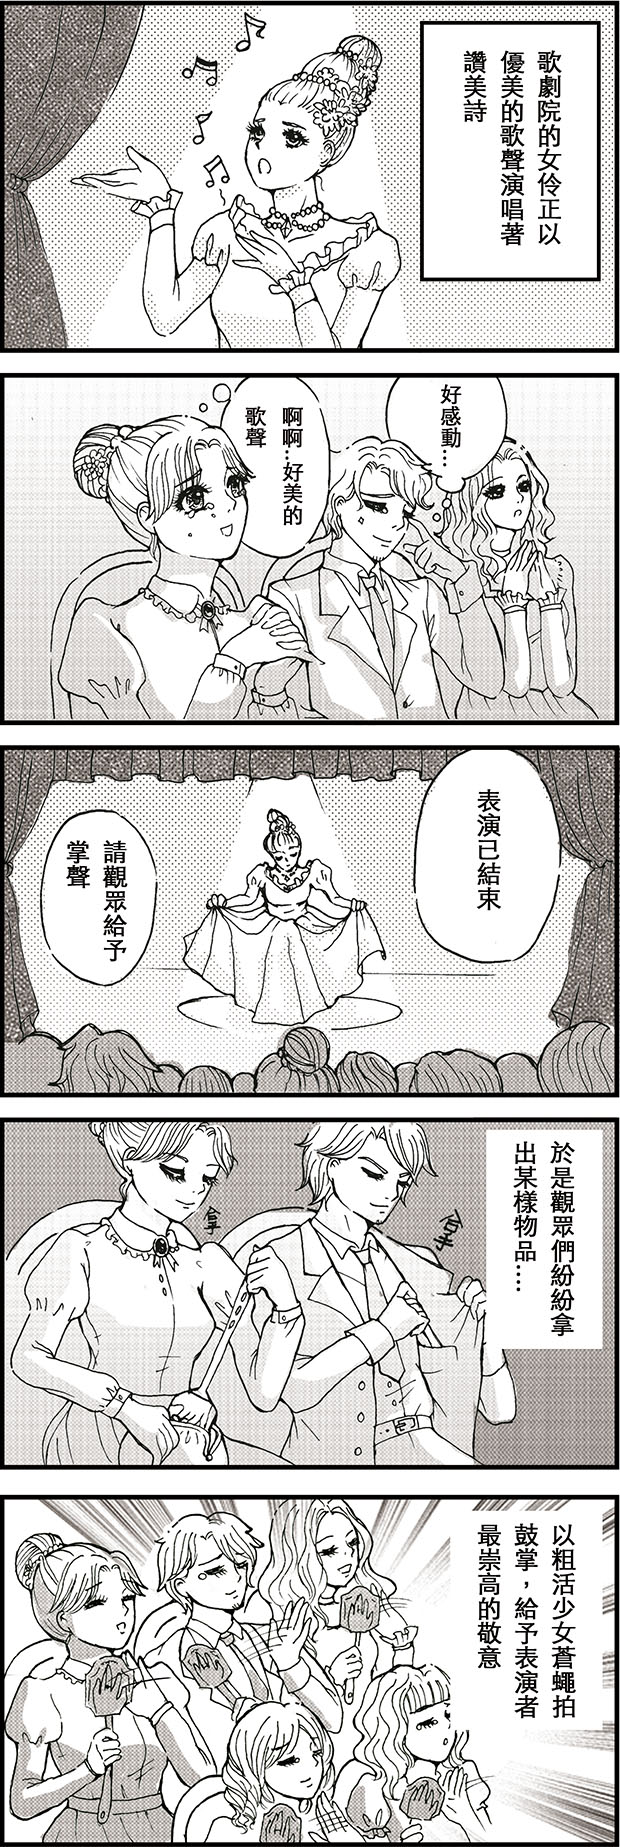 歌劇院的女伶正以
優美的歌聲演唱著
讚美詩
好感動…
啊啊…好美的
歌聲
表演已結束
請觀眾給予
掌聲
於是觀眾們紛紛拿
出某樣物品……
拿
拿
以粗活少女蒼蠅拍
鼓掌，給予表演者
最崇高的敬意